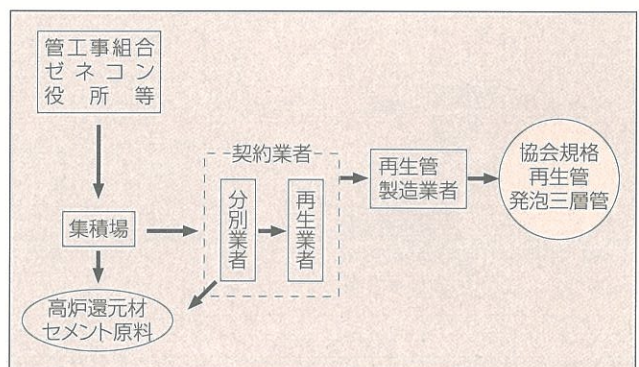 管工事組合
ゼネコン
役所等
集積場
高炉還元材
セメント原料
契約業者
分別業者
再生業者
再生管
製造業者
協会規格
再生管
発泡三層管